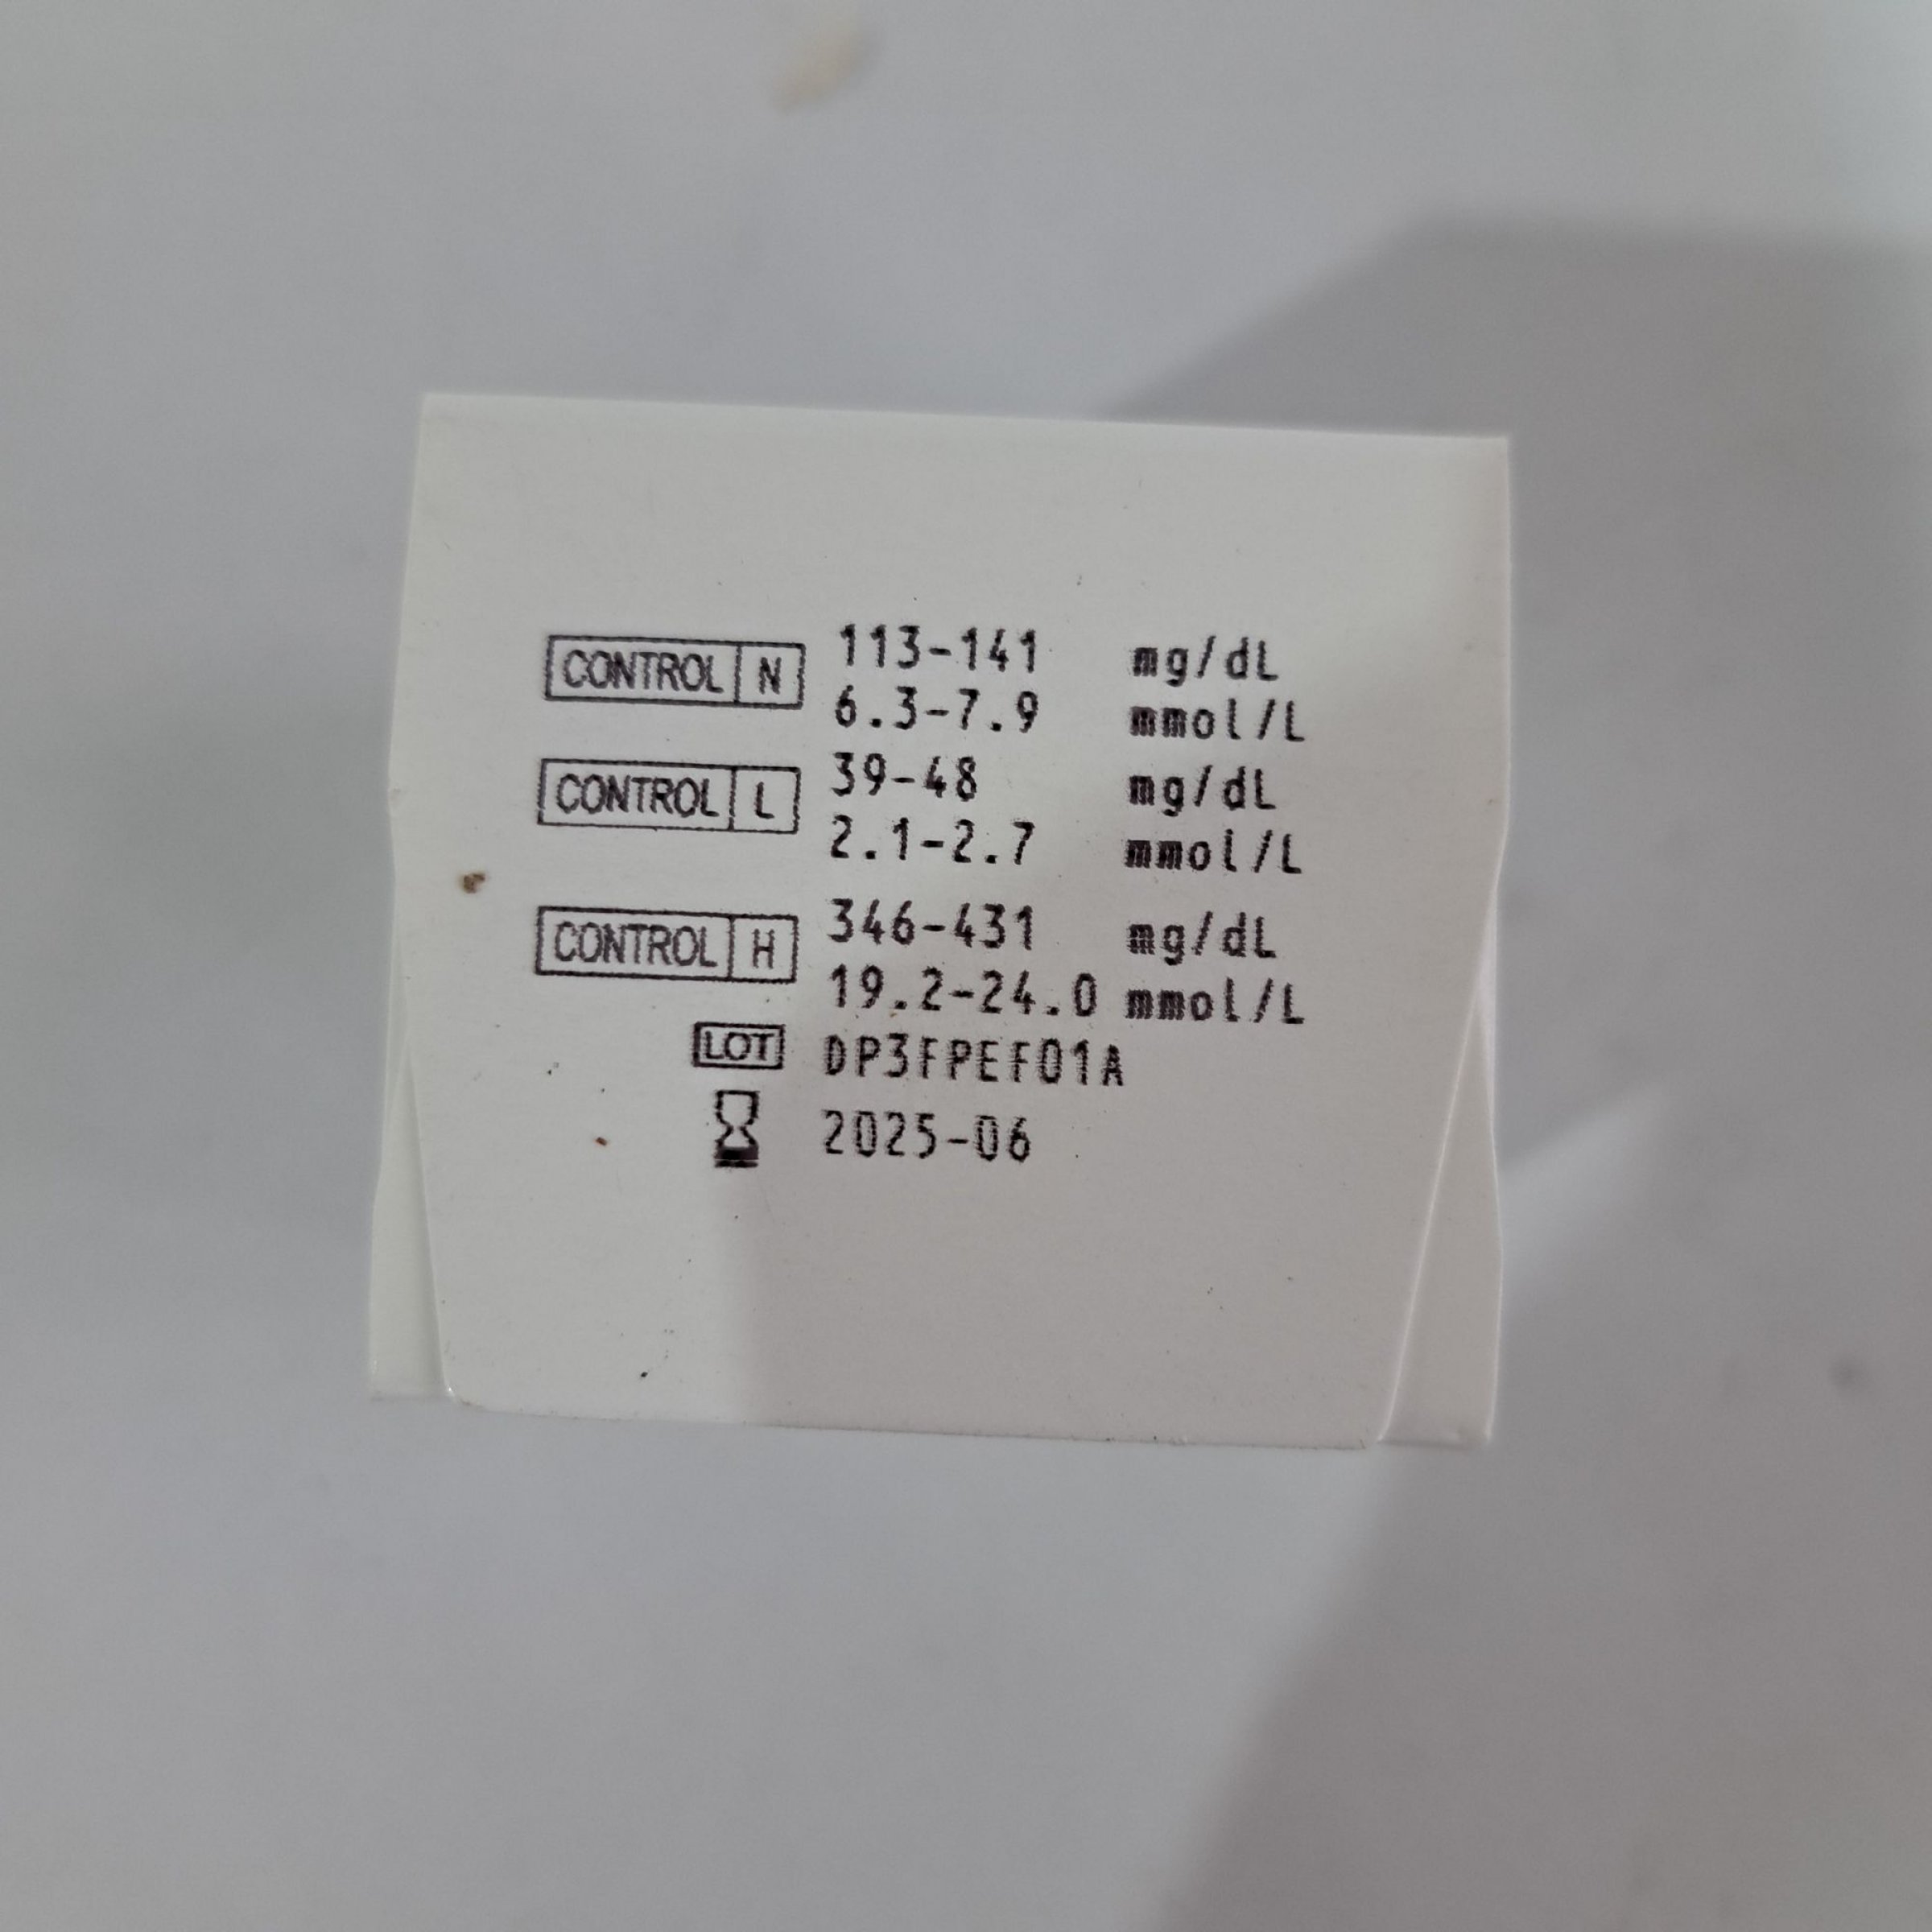 CONTROL N 113-141 mg/dL
6.3-7.9 mmol/L
CONTROL L 39-48 mg/dL
2.1-2.7 mmol/L
CONTROL H 346-431 mg/dL
19.2-24.0 mmol/L
LOT DP3FPEF01A
2025-06